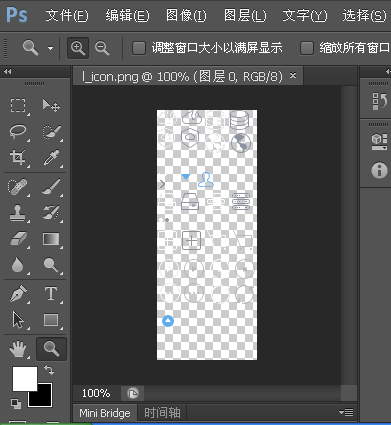 Ps 文件(F) 编辑(E) 图像(I) 图层(L) 文字(Y) 选择(S)
调整窗口大小以满屏显示 缩放所有窗口
l_icon.png @ 100% (图层 0, RGB/8) ×
100%
Mini Bridge 时间轴